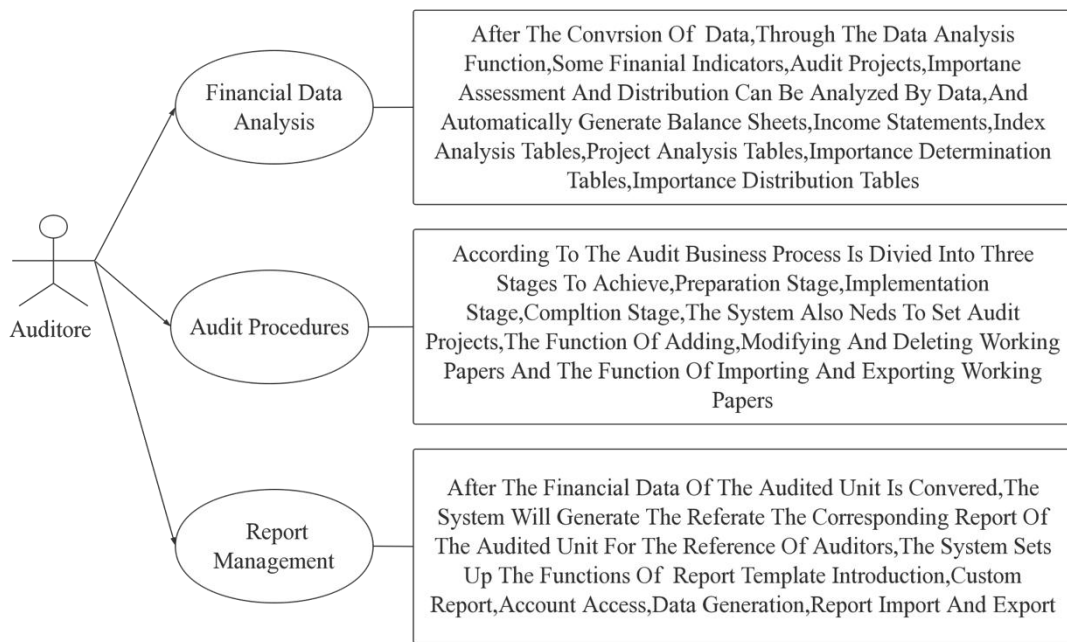 After The Convrsion Of Data,Through The Data Analysis
Function,Some Finanial Indicators,Audit Projects,Importane
Assessment And Distribution Can Be Analyzed By Data,And
Automatically Generate Balance Sheets,Income Statements,Index
Analysis Tables,Project Analysis Tables,Importance Determination
Tables,Importance Distribution Tables
Financial Data
Analysis
According To The Audit Business Process Is Divied Into Three
Stages To Achieve,Preparation Stage,Implementation
Stage,Compltion Stage,The System Also Neds To Set Audit
Projects,The Function Of Adding,Modifying And Deleting Working
Papers And The Function Of Importing And Exporting Working
Papers
Auditore
Audit Procedures
After The Financial Data Of The Audited Unit Is Convered,The
System Will Generate The Referate The Corresponding Report Of
The Audited Unit For The Reference Of Auditors,The System Sets
Up The Functions Of Report Template Introduction,Custom
Report,Account Access,Data Generation,Report Import And Export
Report
Management